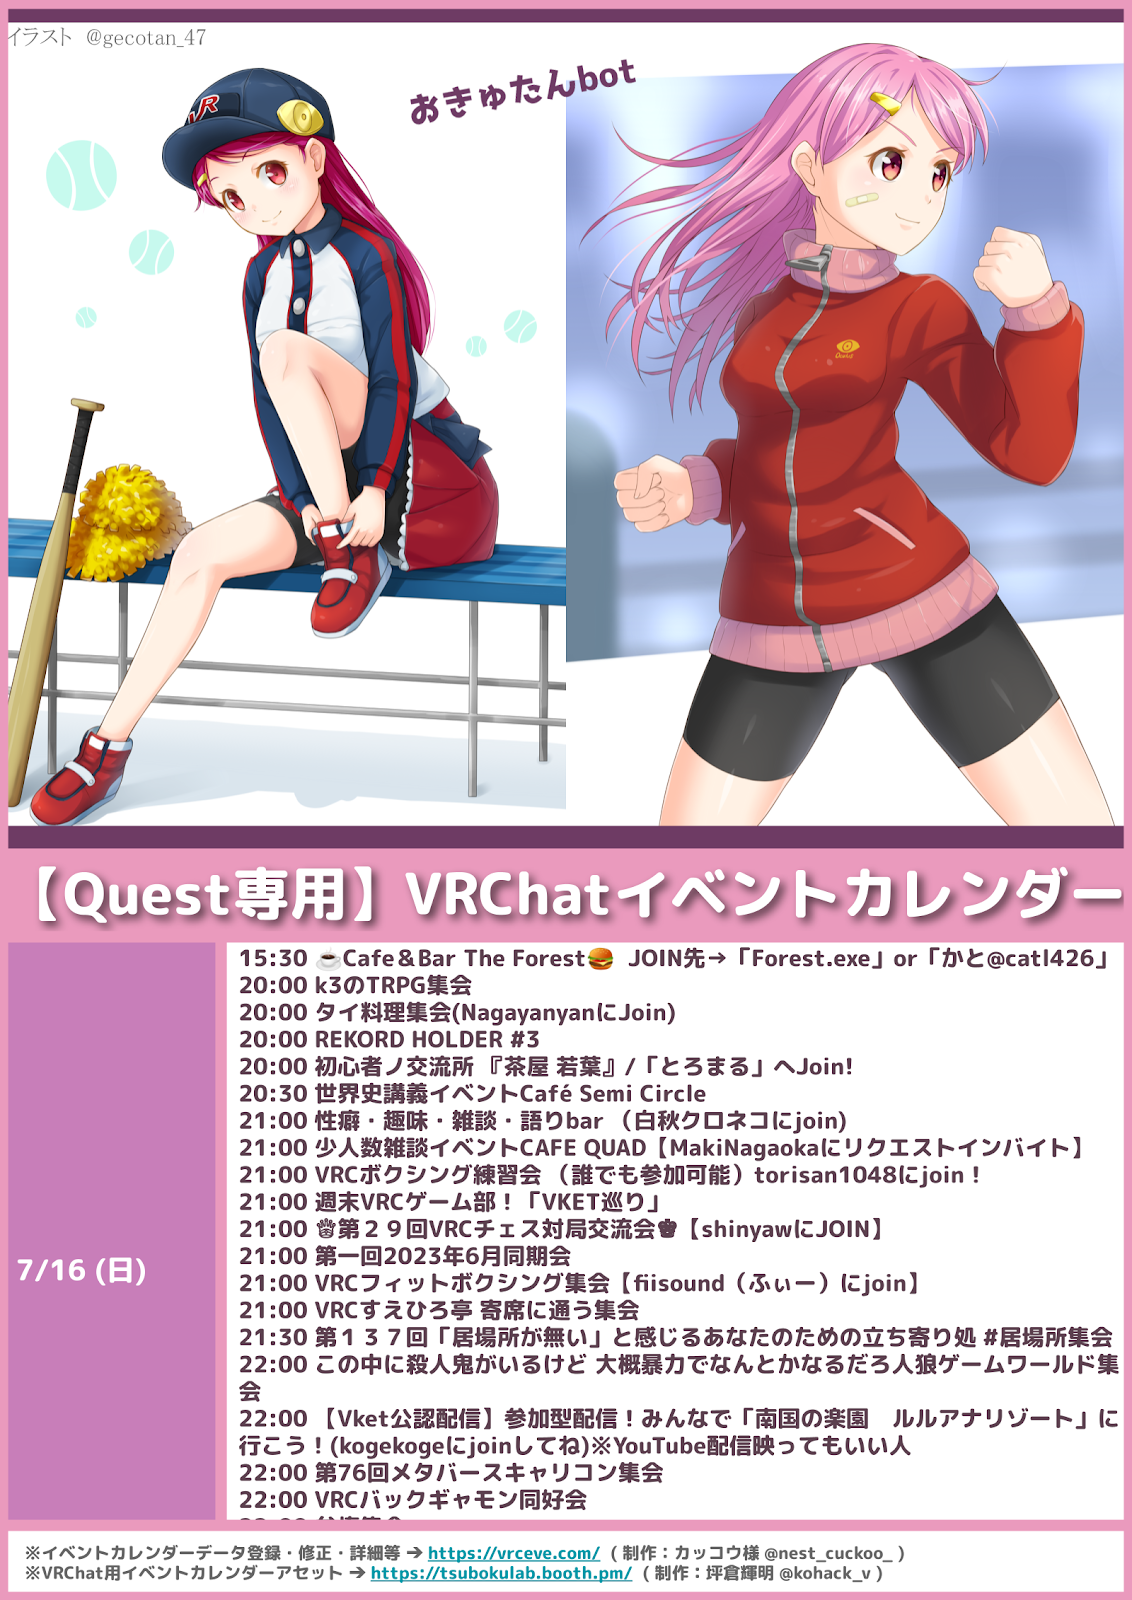 イラスト @gecotan_47
おきゅたんbot
VR
Quest
【Quest専用】VRChatイベントカレンダー
7/16 (日)
15:30 ☕Cafe＆Bar The Forest🍔 JOIN先→「Forest.exe」or「かと@catl426」
20:00 k3のTRPG集会
20:00 タイ料理集会(NagayanyanにJoin)
20:00 REKORD HOLDER #3
20:00 初心者ノ交流所 『茶屋 若葉』/「とろまる」へJoin!
20:30 世界史講義イベントCafé Semi Circle
21:00 性癖・趣味・雑談・語りbar （白秋クロネコにjoin)
21:00 少人数雑談イベントCAFE QUAD【MakiNagaokaにリクエストインバイト】
21:00 VRCボクシング練習会 （誰でも参加可能）torisan1048にjoin！
21:00 週末VRCゲーム部！「VKET巡り」
21:00 ♕第２９回VRCチェス対局交流会♚【shinyawにJOIN】
21:00 第一回2023年6月同期会
21:00 VRCフィットボクシング集会【fiisound（ふぃー）にjoin】
21:00 VRCすえひろ亭 寄席に通う集会
21:30 第１３７回「居場所が無い」と感じるあなたのための立ち寄り処 #居場所集会
22:00 この中に殺人鬼がいるけど 大概暴力でなんとかなるだろ人狼ゲームワールド集
会
22:00 【Vket公認配信】参加型配信！みんなで「南国の楽園　ルルアナリゾート」に
行こう！(kogekogeにjoinしてね)※YouTube配信映ってもいい人
22:00 第76回メタバースキャリコン集会
22:00 VRCバックギャモン同好会
※イベントカレンダーデータ登録・修正・詳細等 ➔ https://vrceve.com/ ( 制作：カッコウ様 @nest_cuckoo_ )
※VRChat用イベントカレンダーアセット ➔ https://tsubokulab.booth.pm/ ( 制作：坪倉輝明 @kohack_v )